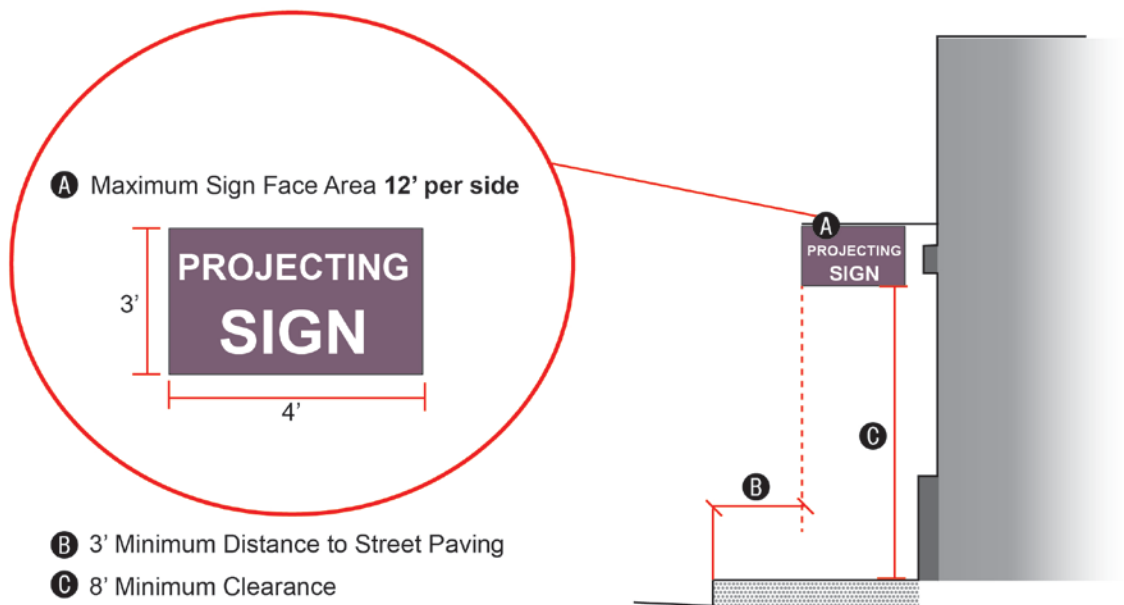 A Maximum Sign Face Area 12’ per side
PROJECTING
SIGN
3’
4’
B 3’ Minimum Distance to Street Paving
C 8’ Minimum Clearance
A
PROJECTING
SIGN
C
B